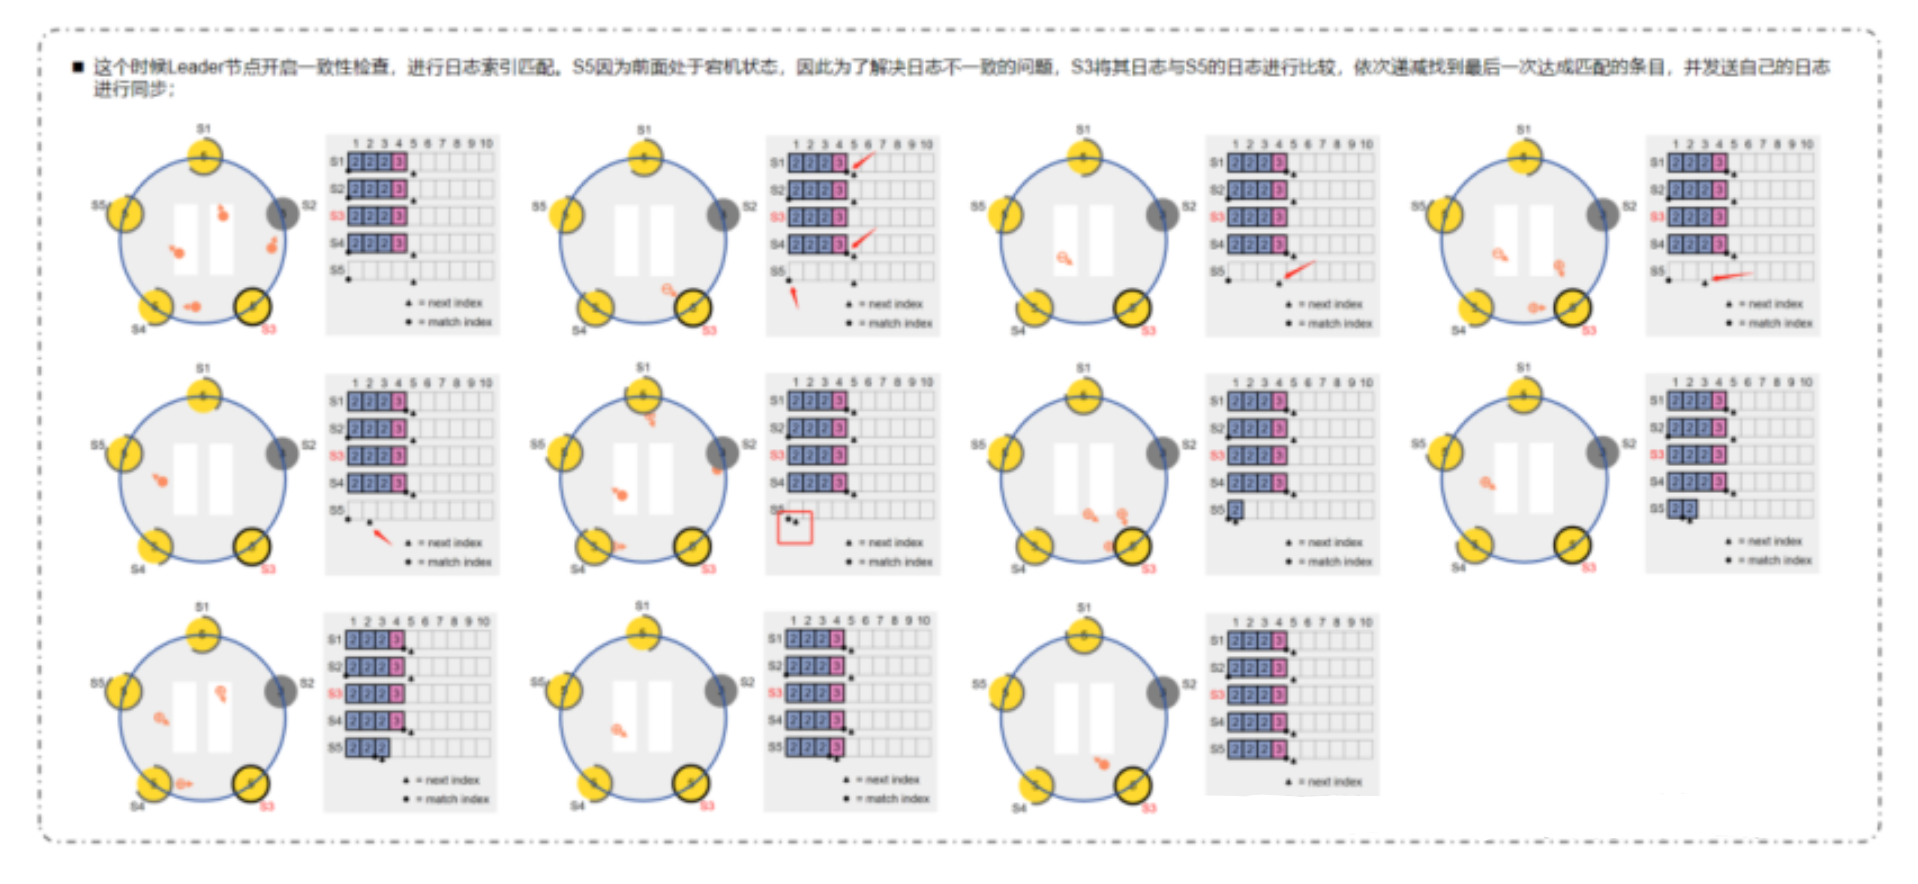 ■ 这个时候Leader节点开启一致性检查，进行日志索引匹配。S5因为前面处于宕机状态，因此为了解决日志不一致的问题，S3将其日志与S5的日志进行比较，依次递减找到最后一次达成匹配的条目，并发送自己的日志
进行同步；
S1
S2
S3
S4
S5
1 2 3 4 5 6 7 8 9 10
S1 2 2 2 3
S2 2 2 2 3
S3 2 2 2 3
S4 2 2 2 3
S5
▲ = next index
● = match index
S1
S2
S3
S4
S5
1 2 3 4 5 6 7 8 9 10
S1 2 2 2 3
S2 2 2 2 3
S3 2 2 2 3
S4 2 2 2 3
S5
▲ = next index
● = match index
S1
S2
S3
S4
S5
1 2 3 4 5 6 7 8 9 10
S1 2 2 2 3
S2 2 2 2 3
S3 2 2 2 3
S4 2 2 2 3
S5
▲ = next index
● = match index
S1
S2
S3
S4
S5
1 2 3 4 5 6 7 8 9 10
S1 2 2 2 3
S2 2 2 2 3
S3 2 2 2 3
S4 2 2 2 3
S5
▲ = next index
● = match index
S1
S2
S3
S4
S5
1 2 3 4 5 6 7 8 9 10
S1 2 2 2 3
S2 2 2 2 3
S3 2 2 2 3
S4 2 2 2 3
S5
▲ = next index
● = match index
S1
S2
S3
S4
S5
1 2 3 4 5 6 7 8 9 10
S1 2 2 2 3
S2 2 2 2 3
S3 2 2 2 3
S4 2 2 2 3
S5
▲ = next index
● = match index
S1
S2
S3
S4
S5
1 2 3 4 5 6 7 8 9 10
S1 2 2 2 3
S2 2 2 2 3
S3 2 2 2 3
S4 2 2 2 3
S5 2
▲ = next index
● = match index
S1
S2
S3
S4
S5
1 2 3 4 5 6 7 8 9 10
S1 2 2 2 3
S2 2 2 2 3
S3 2 2 2 3
S4 2 2 2 3
S5 2 2
▲ = next index
● = match index
S1
S2
S3
S4
S5
1 2 3 4 5 6 7 8 9 10
S1 2 2 2 3
S2 2 2 2 3
S3 2 2 2 3
S4 2 2 2 3
S5 2 2 2
▲ = next index
● = match index
S1
S2
S3
S4
S5
1 2 3 4 5 6 7 8 9 10
S1 2 2 2 3
S2 2 2 2 3
S3 2 2 2 3
S4 2 2 2 3
S5 2 2 2 3
▲ = next index
● = match index
S1
S2
S3
S4
S5
1 2 3 4 5 6 7 8 9 10
S1 2 2 2 3
S2 2 2 2 3
S3 2 2 2 3
S4 2 2 2 3
S5 2 2 2 3
▲ = next index